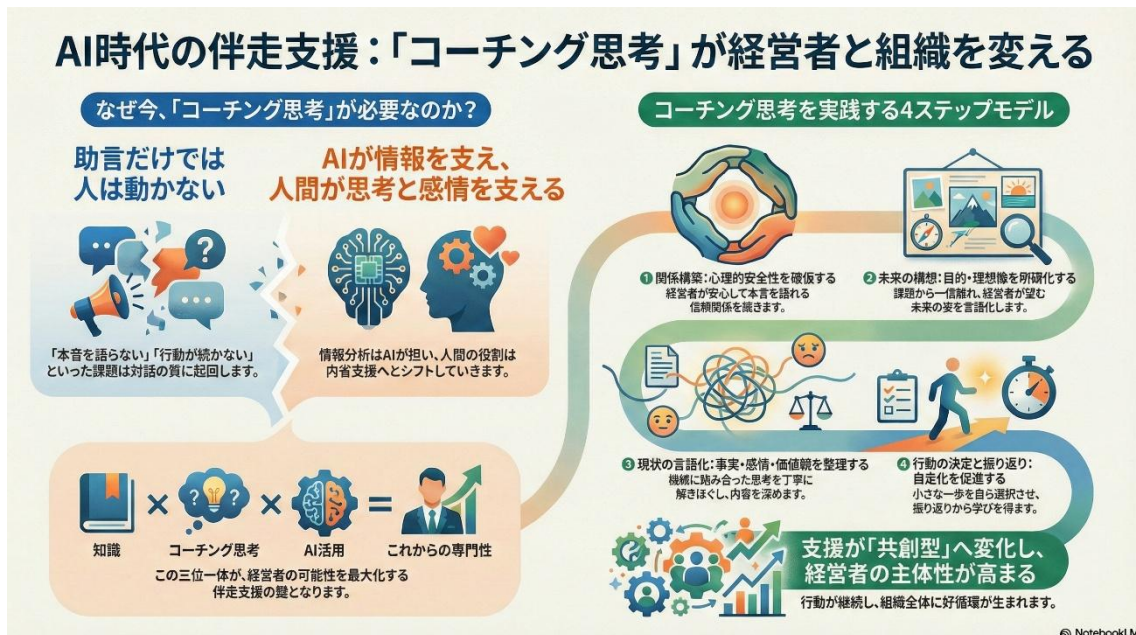 AI時代の伴走支援：「コーチング思考」が経営者と組織を変える
なぜ今、「コーチング思考」が必要なのか？
助言だけでは
人は動かない
AIが情報を支え、
人間が思考と感情を支える
「本音を語らない」「行動が続かない」
といった課題は対話の質に起回します。
情報分析はAIが担い、人間の役割は
内省支援へとシフトしていきます。
知識
コーチング思考
AI活用
これからの専門性
この三位一体が、経営者の可能性を最大化する
伴走支援の鍵となります。
コーチング思考を実践する4ステップモデル
1 関係構築：心理的安全性を破仮する
経営者が安心して本言を語れる
信頼関係を
きます。
2 未来の構想：目的・理想像を
化する
課題から一信離れ、経営者が望む
未来の姿を言語化します。
3 現状の言語化：事実・感情・価値
を整理する
に
み合った思考を丁寧に
解きほぐし、内容を深めます。
4 行動の決定と振り返り：
自走化を促進する
小さな一歩を自ら選択させ、
振り返りから学びを得ます。
支援が「共創型」へ変化し、
経営者の主体性が高まる
行動が継続し、組織全体に好循環が生まれます。
NotebookLM